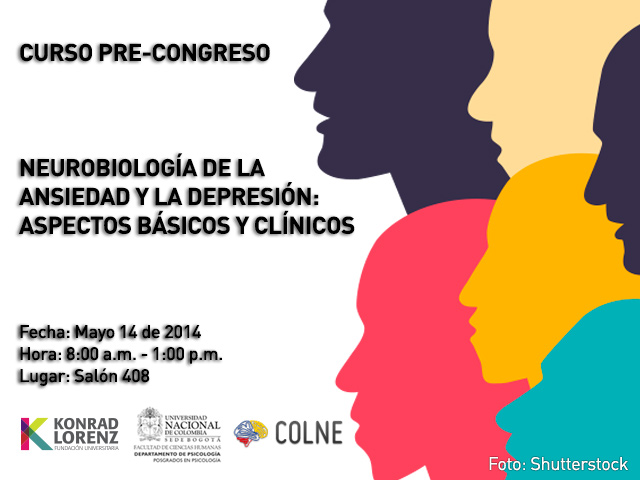 CURSO PRE-CONGRESO
NEUROBIOLOGÍA DE LA
ANSIEDAD Y LA DEPRESIÓN:
ASPECTOS BÁSICOS Y CLÍNICOS
Fecha: Mayo 14 de 2014
Hora: 8:00 a.m. - 1:00 p.m.
Lugar: Salón 408
KONRAD
LORENZ
FUNDACIÓN UNIVERSITARIA
UNIVERSIDAD
NACIONAL
DE COLOMBIA
SEDE BOGOTÁ
FACULTAD DE CIENCIAS HUMANAS
DEPARTAMENTO DE PSICOLOGÍA
POSGRADOS EN PSICOLOGÍA
COLNE
Foto: Shutterstock